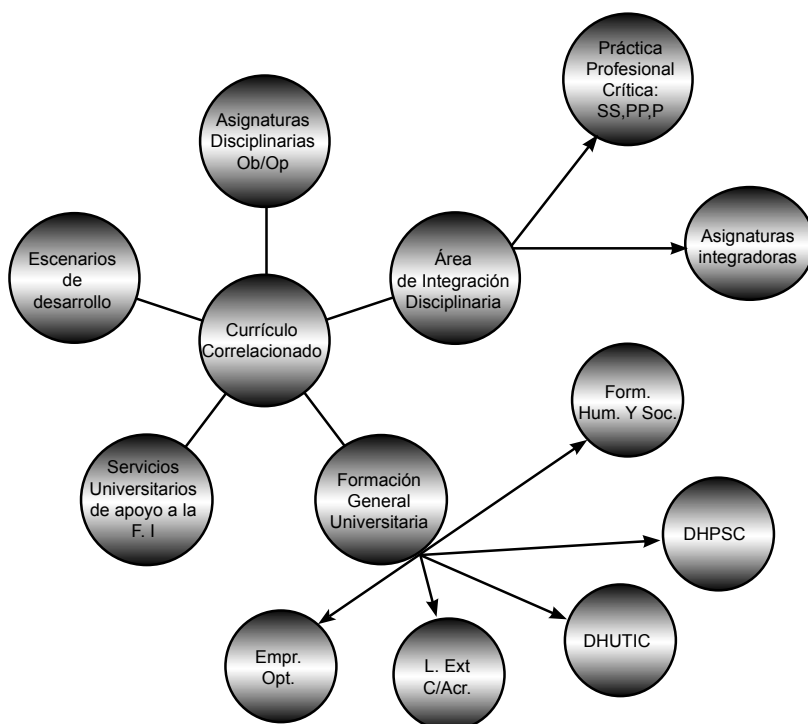 Práctica
Profesional
Crítica:
SS,PP,P
Asignaturas
Disciplinarias
Ob/Op
Escenarios
de
desarrollo
Área
de Integración
Disciplinaria
Asignaturas
integradoras
Currículo
Correlacionado
Form.
Hum. Y Soc.
Servicios
Universitarios
de apoyo a la
F. I
Formación
General
Universitaria
DHPSC
DHUTIC
Empr.
Opt.
L. Ext
C/Acr.